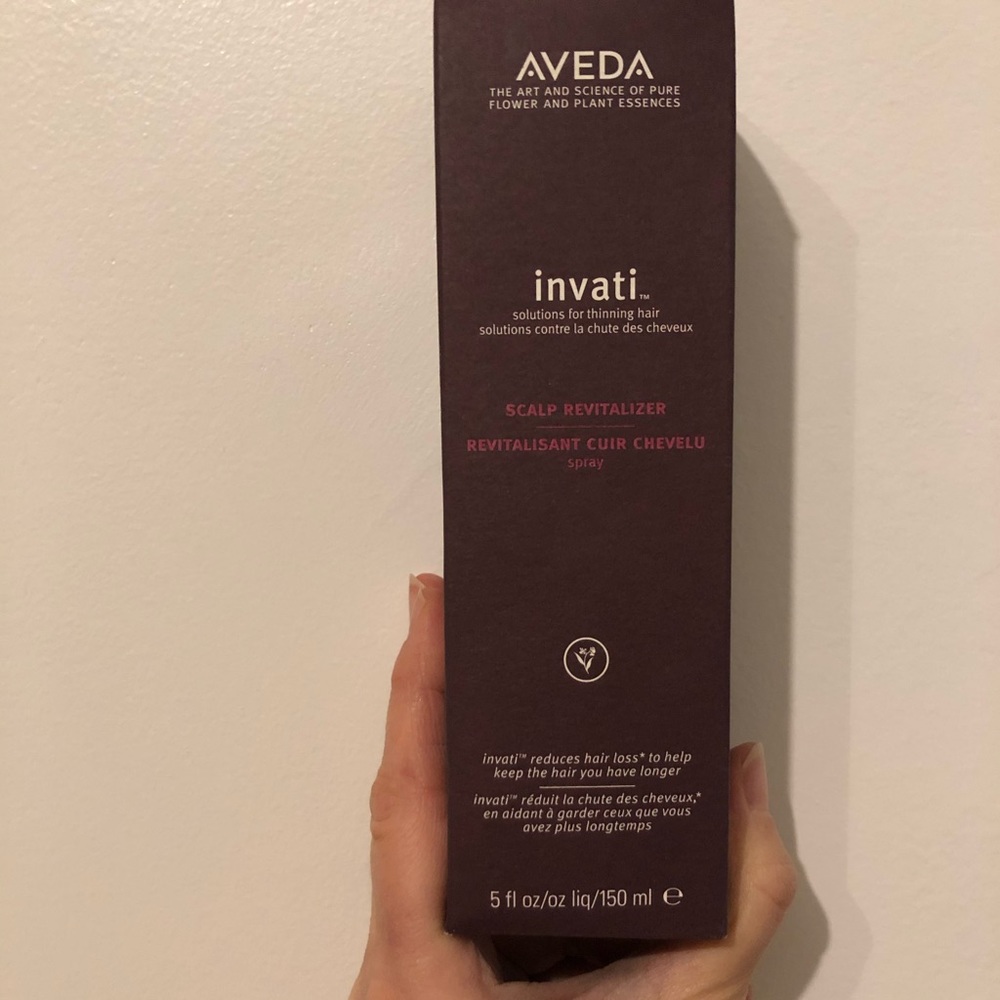 AVEDA
THE ART AND SCIENCE OF PURE
FLOWER AND PLANT ESSENCES
invati™
solutions for thinning hair
solutions contre la chute des cheveux
SCALP REVITALIZER
REVITALISANT CUIR CHEVELU
spray
invati™ reduces hair loss* to help
keep the hair you have longer
invati™ réduit la chute des cheveux,*
en aidant à garder ceux que vous
avez plus longtemps
5 fl oz/oz liq/150 ml ℮